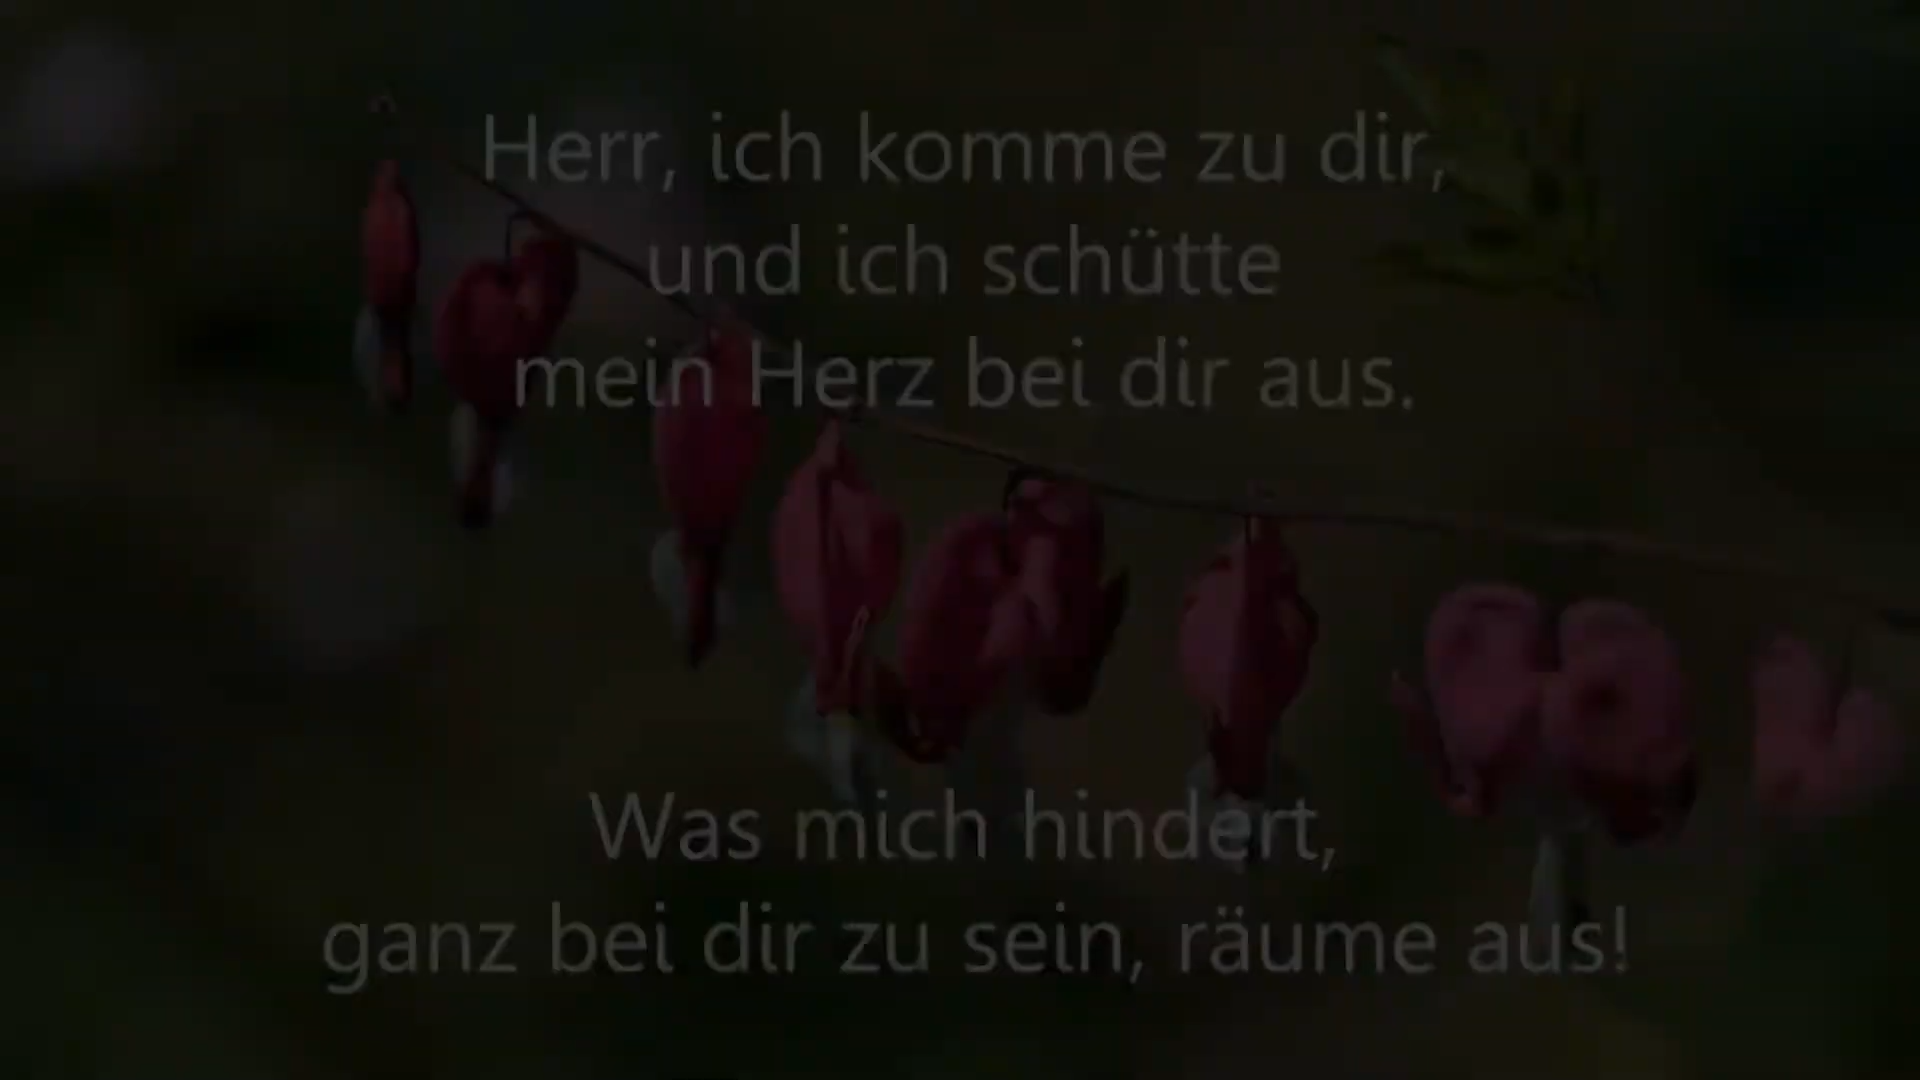 Herr, ich komme zu dir,
und ich schütte
mein Herz bei dir aus.
Was mich hindert,
ganz bei dir zu sein, räume aus!